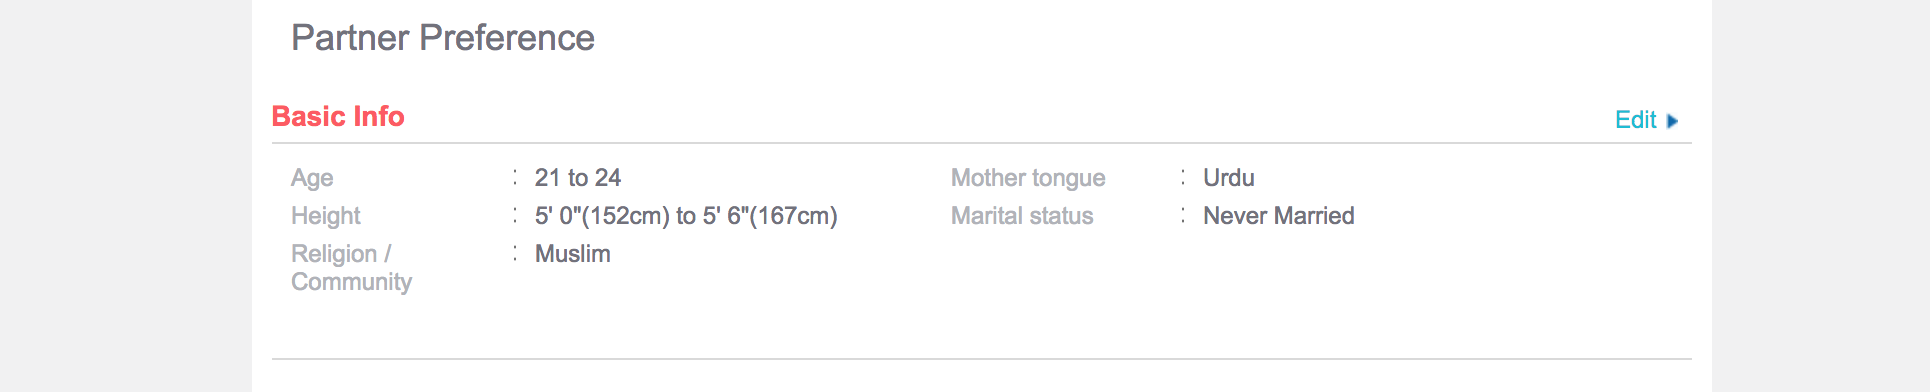 Partner Preference
Basic Info
Edit
Age : 21 to 24
Mother tongue : Urdu
Height : 5' 0"(152cm) to 5' 6"(167cm)
Marital status : Never Married
Religion / : Muslim
Community